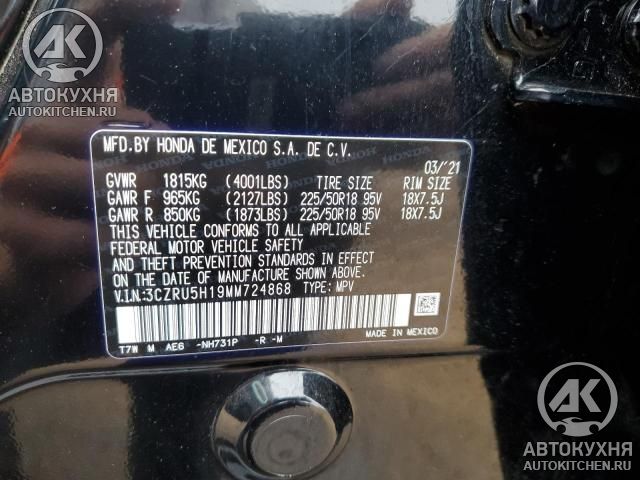 АК
АВТОКУХНЯ
AUTOKITCHEN.RU
MFD.BY HONDA DE MEXICO S.A. DE C.V.
03/'21
GVWR 1815KG (4001LBS) TIRE SIZE RIM SIZE
GAWR F 965KG (2127LBS) 225/50R18 95V 18X7.5J
GAWR R 850KG (1873LBS) 225/50R18 95V 18X7.5J
THIS VEHICLE CONFORMS TO ALL APPLICABLE
FEDERAL MOTOR VEHICLE SAFETY
AND THEFT PREVENTION STANDARDS IN EFFECT
ON THE DATE OF MANUFACTURE SHOWN ABOVE.
V.I.N:3CZRU5H19MM724868 TYPE: MPV
MADE IN MEXICO
T7W M AE6 -NH731P -R -M
АК
АВТОКУХНЯ
AUTOKITCHEN.RU